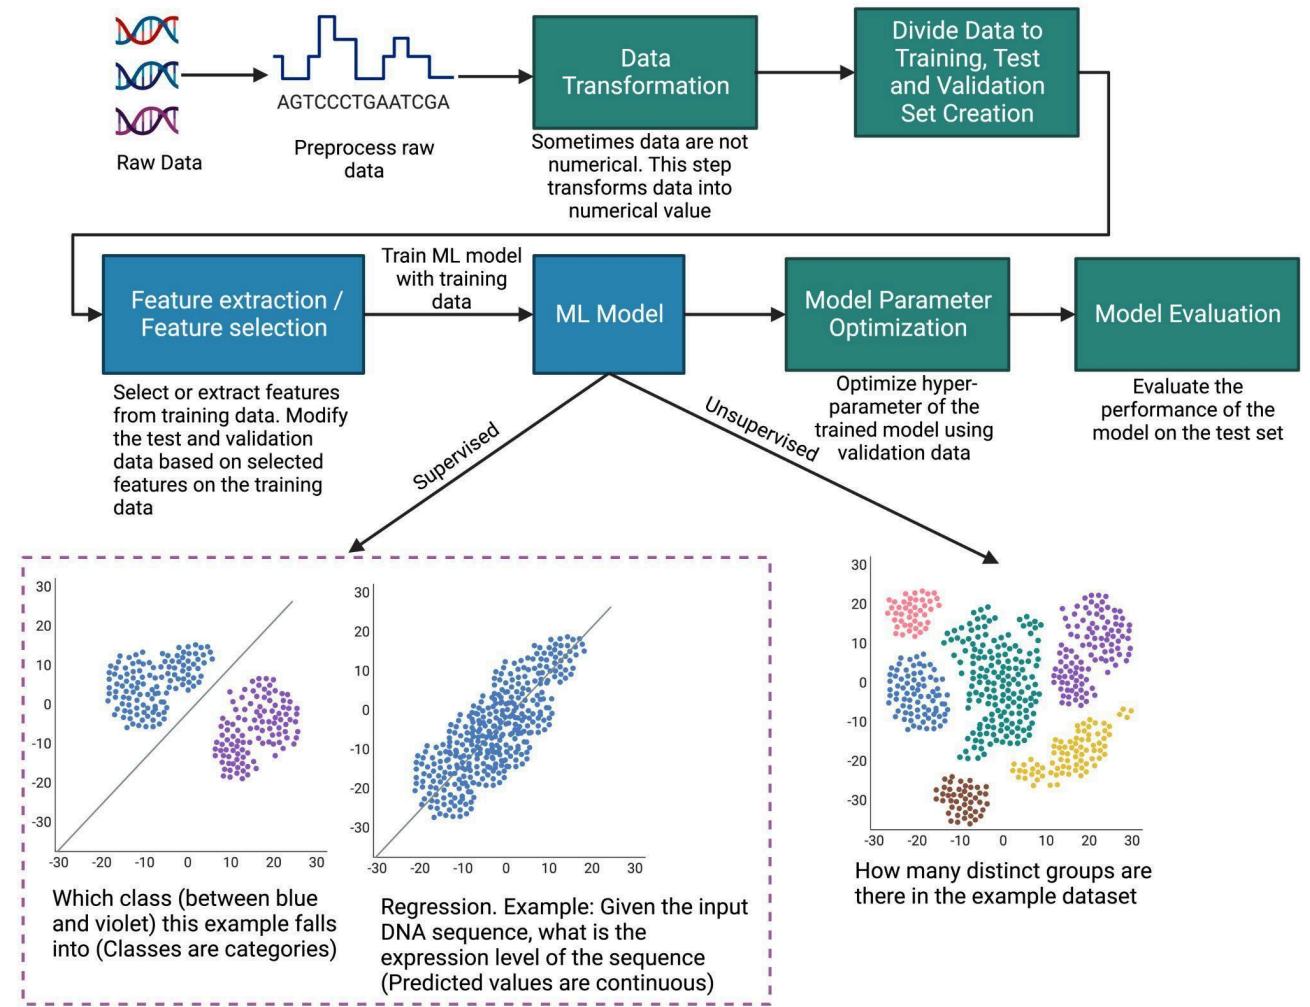 AGTCCCTGAATCGA
Raw Data
Preprocess raw
data
Data
Transformation
Sometimes data are not
numerical. This step
transforms data into
numerical value
Divide Data to
Training, Test
and Validation
Set Creation
Feature extraction /
Feature selection
Select or extract features
from training data. Modify
the test and validation
data based on selected
features on the training
data
Train ML model
with training
data
ML Model
Model Parameter
Optimization
Optimize hyper-
parameter of the
trained model using
validation data
Model Evaluation
Evaluate the
performance of the
model on the test set
Supervised
Unsupervised
30
20
10
0
-10
-20
-30
-30 -20 -10 0 10 20 30
Which class (between blue
and violet) this example falls
into (Classes are categories)
30
20
10
0
-10
-20
-30
-30 -20 -10 0 10 20 30
Regression. Example: Given the input
DNA sequence, what is the
expression level of the sequence
(Predicted values are continuous)
30
20
10
0
-10
-20
-30
-30 -20 -10 0 10 20 30
How many distinct groups are
there in the example dataset